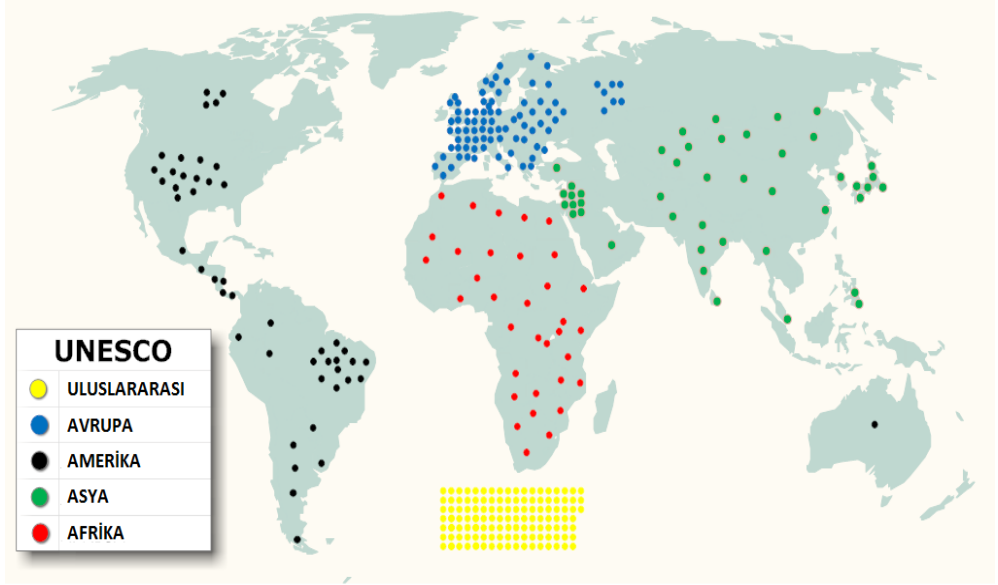 UNESCO
ULUSLARARASI
AVRUPA
AMERİKA
ASYA
AFRİKA